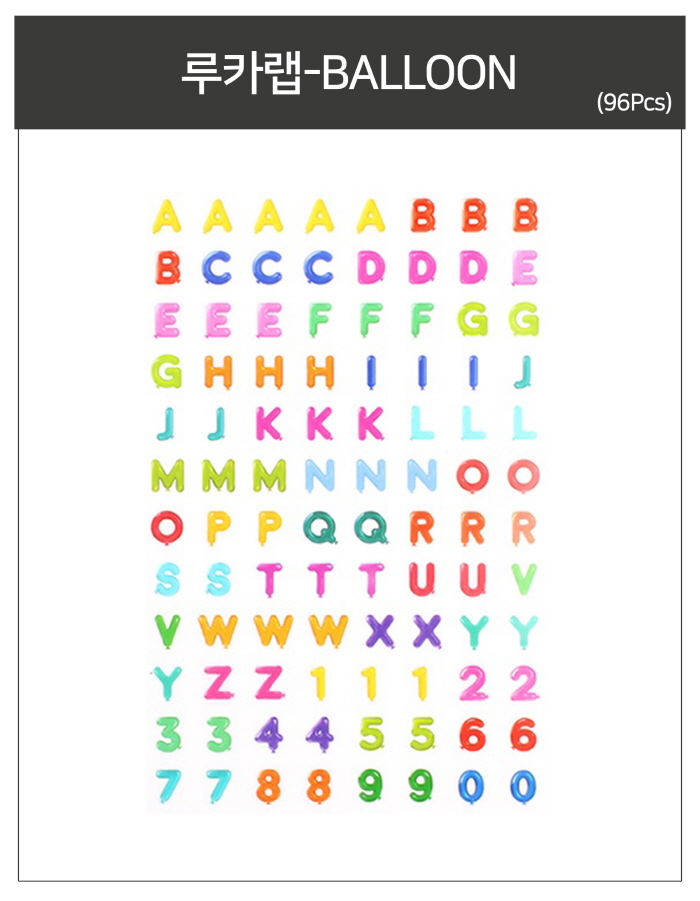 루카랩-BALLOON
(96Pcs)
A A A A A B B B
B C C C D D D E
E E E F F F G G
G H H H I I I J
J J K K K L L L
M M M N N N O O
O P P Q Q R R R
S S T T T U U V
V W W W X X Y Y
Y Z Z 1 1 1 2 2
3 3 4 4 5 5 6 6
7 7 8 8 9 9 0 0